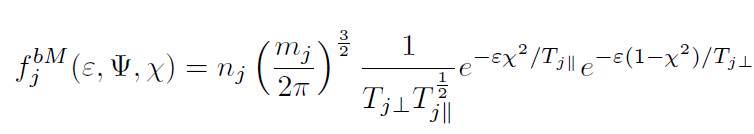 f_j^{bM}(ε, Ψ, χ) = n_j (m_j / 2π)^{3/2} 1 / (T_{j⊥} T_{j∥}^{1/2}) e^{−εχ²/T_{j∥}} e^{−ε(1−χ²)/T_{j⊥}}